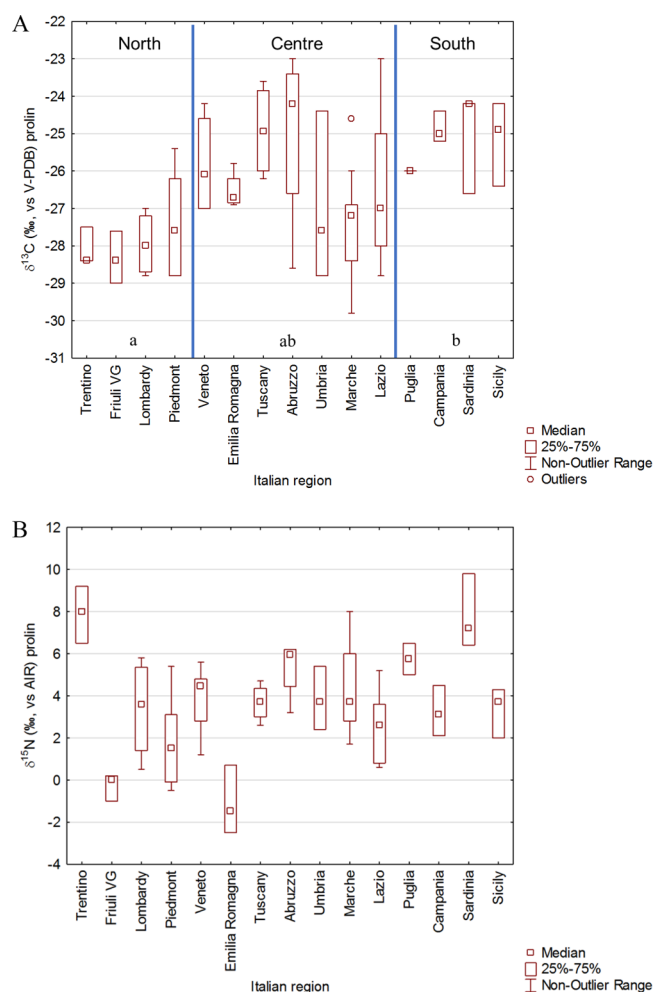 A
North Centre South
-22
-23
-24
-25
-26
-27
-28
-29
-30
-31
δ13C (‰, vs V-PDB) prolin
a ab b
Trentino
Friuli VG
Lombardy
Piedmont
Veneto
Emilia Romagna
Tuscany
Abruzzo
Umbria
Marche
Lazio
Puglia
Campania
Sardinia
Sicily
Italian region
Median
25%-75%
Non-Outlier Range
Outliers
B
12
10
8
6
4
2
0
-2
-4
δ15N (‰, vs AIR) prolin
Trentino
Friuli VG
Lombardy
Piedmont
Veneto
Emilia Romagna
Tuscany
Abruzzo
Umbria
Marche
Lazio
Puglia
Campania
Sardinia
Sicily
Italian region
Median
25%-75%
Non-Outlier Range